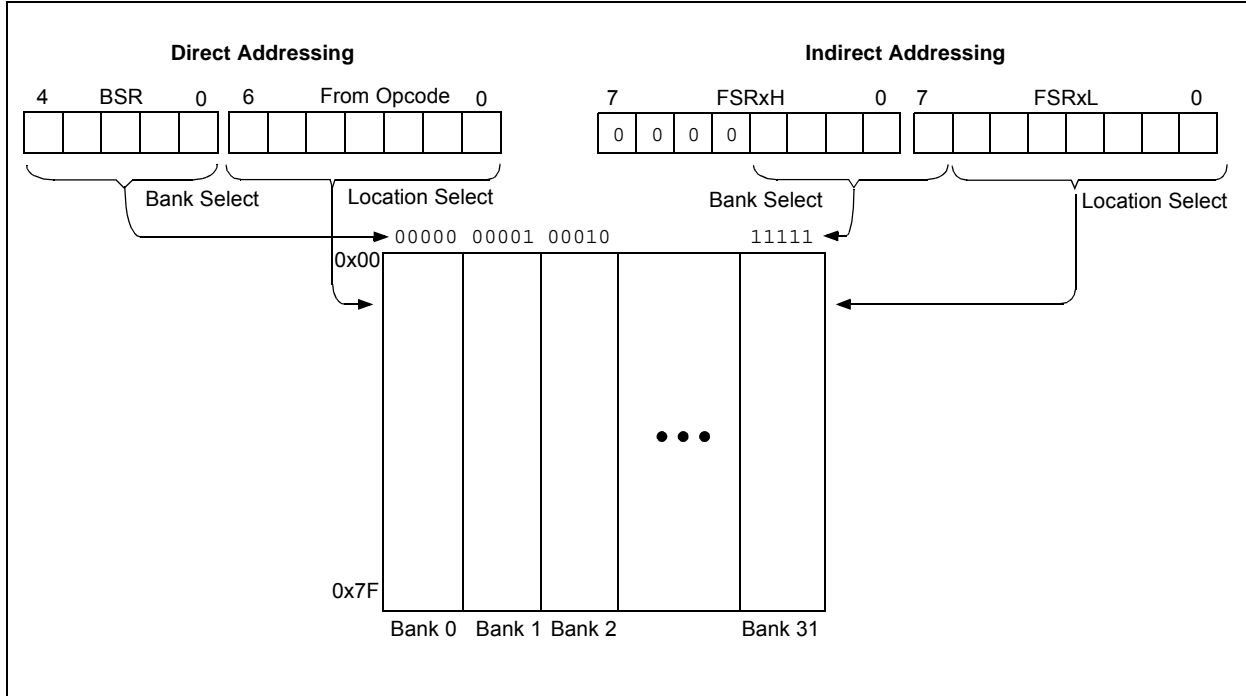 Direct Addressing
Indirect Addressing
4 BSR 0 6 From Opcode 0
7 FSRxH 0 7 FSRxL 0
0 0 0 0
Bank Select Location Select
Bank Select Location Select
00000 00001 00010 11111
0x00
0x7F
Bank 0 Bank 1 Bank 2 Bank 31